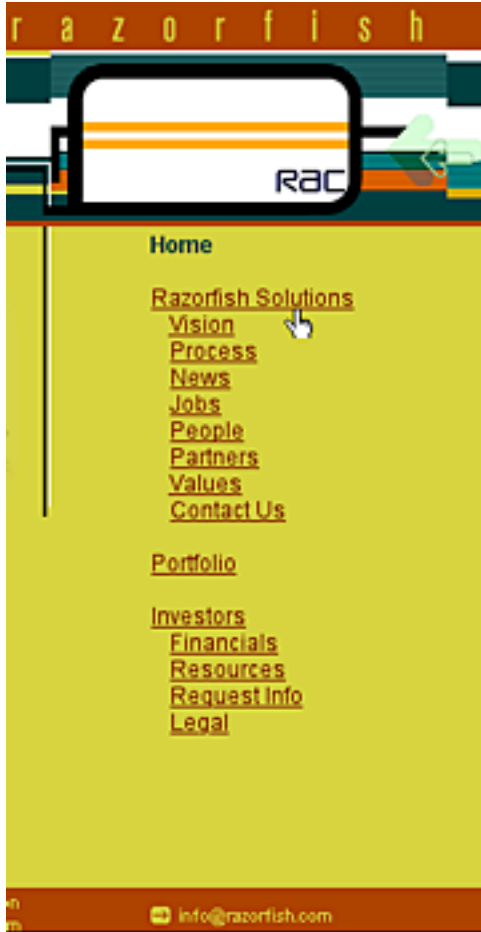 razorfish
RAC
Home
Razorfish Solutions
Vision
Process
News
Jobs
People
Partners
Values
Contact Us
Portfolio
Investors
Financials
Resources
Request Info
Legal
info@razorfish.com